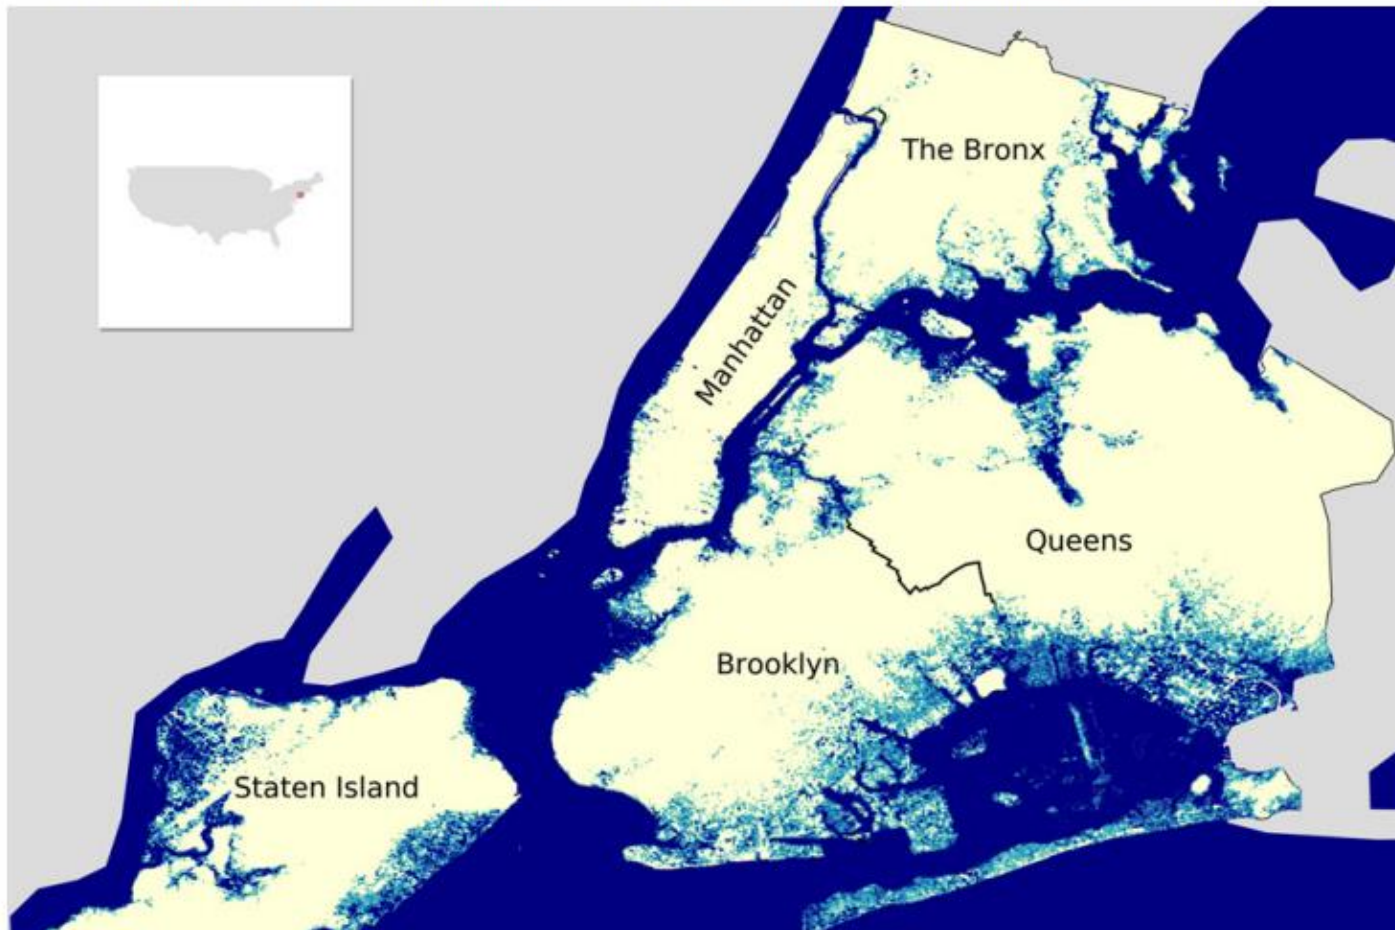 The Bronx
Manhattan
Queens
Brooklyn
Staten Island